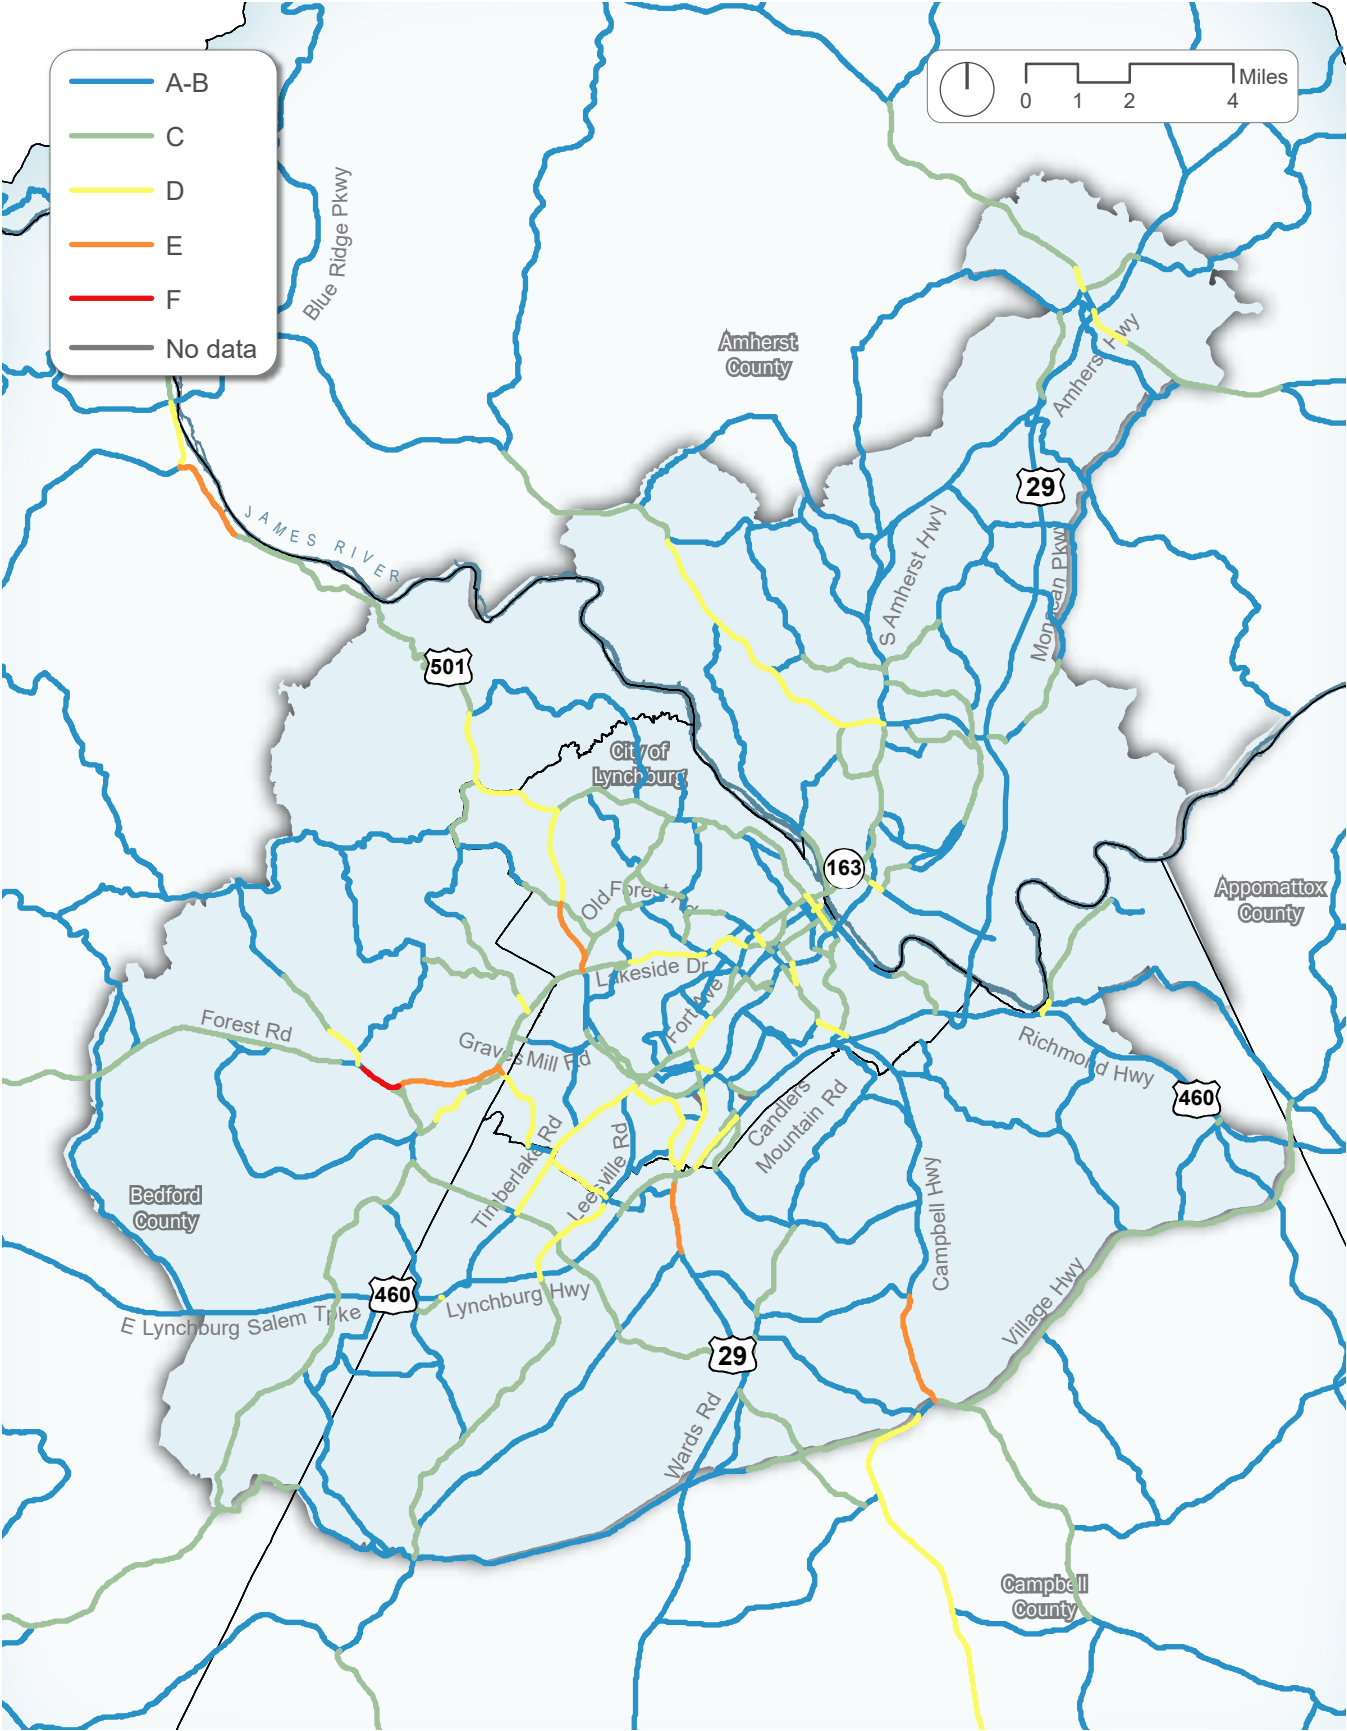 A-B
C
D
E
F
No data
Miles
0 1 2 4
Blue Ridge Pkwy
Amherst
County
Amherst Hwy
29
JAMES RIVER
S Amherst Hwy
Monacan Pkwy
501
City of
Lynchburg
163
Appomattox
County
Old Forest Rd
Lakeside Dr
Fort Ave
Forest Rd
Graves Mill Rd
Richmond Hwy
460
Candlers
Mountain Rd
Timberlake Rd
Leesville Rd
Bedford
County
Campbell Hwy
460
E Lynchburg Salem Tpke
Lynchburg Hwy
Village Hwy
29
Wards Rd
Campbell
County